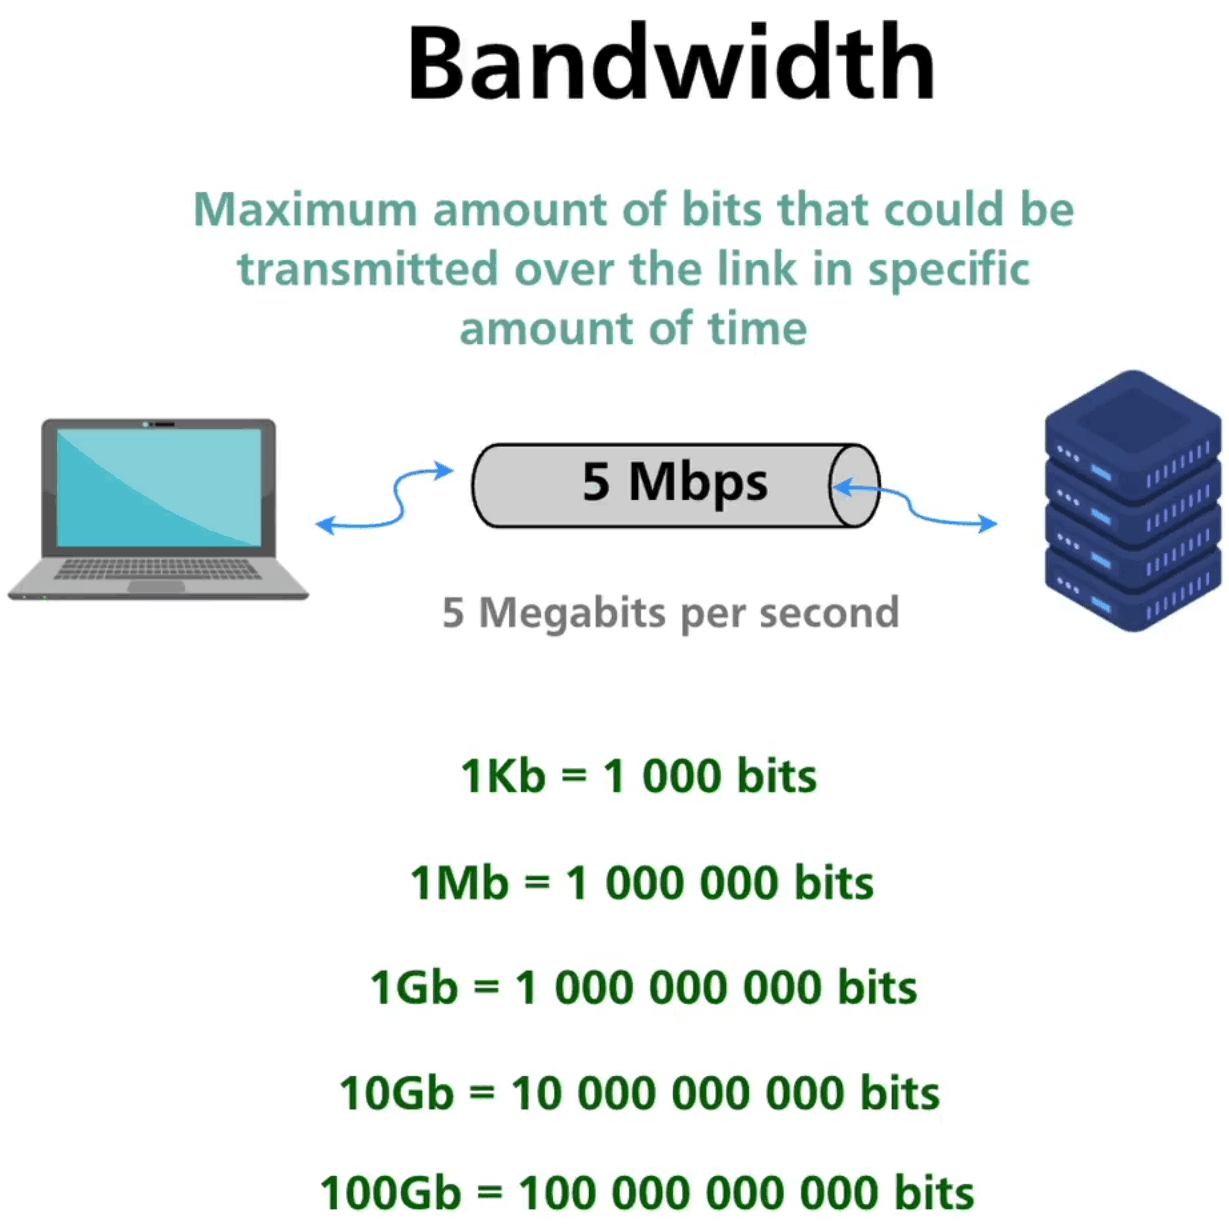 Bandwidth
Maximum amount of bits that could be
transmitted over the link in specific
amount of time
5 Mbps
5 Megabits per second
1Kb = 1 000 bits
1Mb = 1 000 000 bits
1Gb = 1 000 000 000 bits
10Gb = 10 000 000 000 bits
100Gb = 100 000 000 000 bits